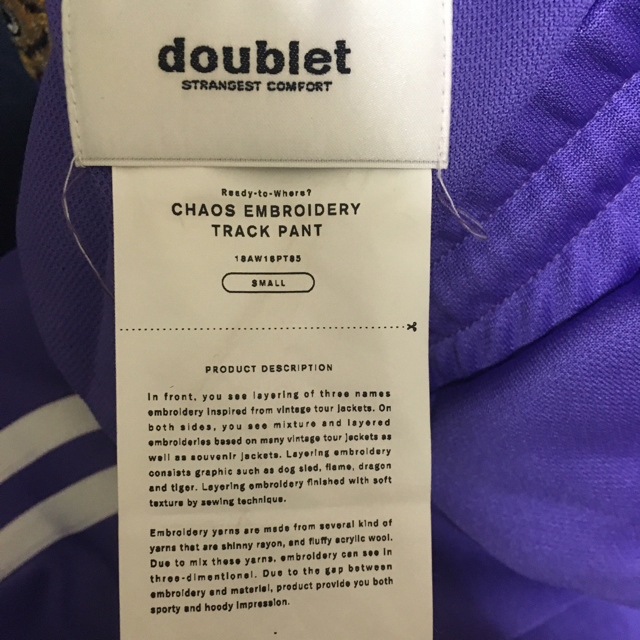 doublet
STRANGEST COMFORT
Ready-to-Where?
CHAOS EMBROIDERY
TRACK PANT
18AW16PT85
SMALL
PRODUCT DESCRIPTION
In front, you see layering of three names
embroidery inspired from vintage tour jackets. On
both sides, you see mixture and layered
embroideries based on many vintage tour jackets as
well as souvenir jackets. Layering embroidery
consists graphic such as dog sled, flame, dragon
and tiger. Layering embroidery finished with soft
texture by sewing technique.
Embroidery yarns are made from several kind of
yarns that are shinny rayon, and fluffy acrylic wool.
Due to mix these yarns, embroidery can see in
three-dimentional. Due to the gap between
embroidery and material, product provide you both
sporty and hoody impression.